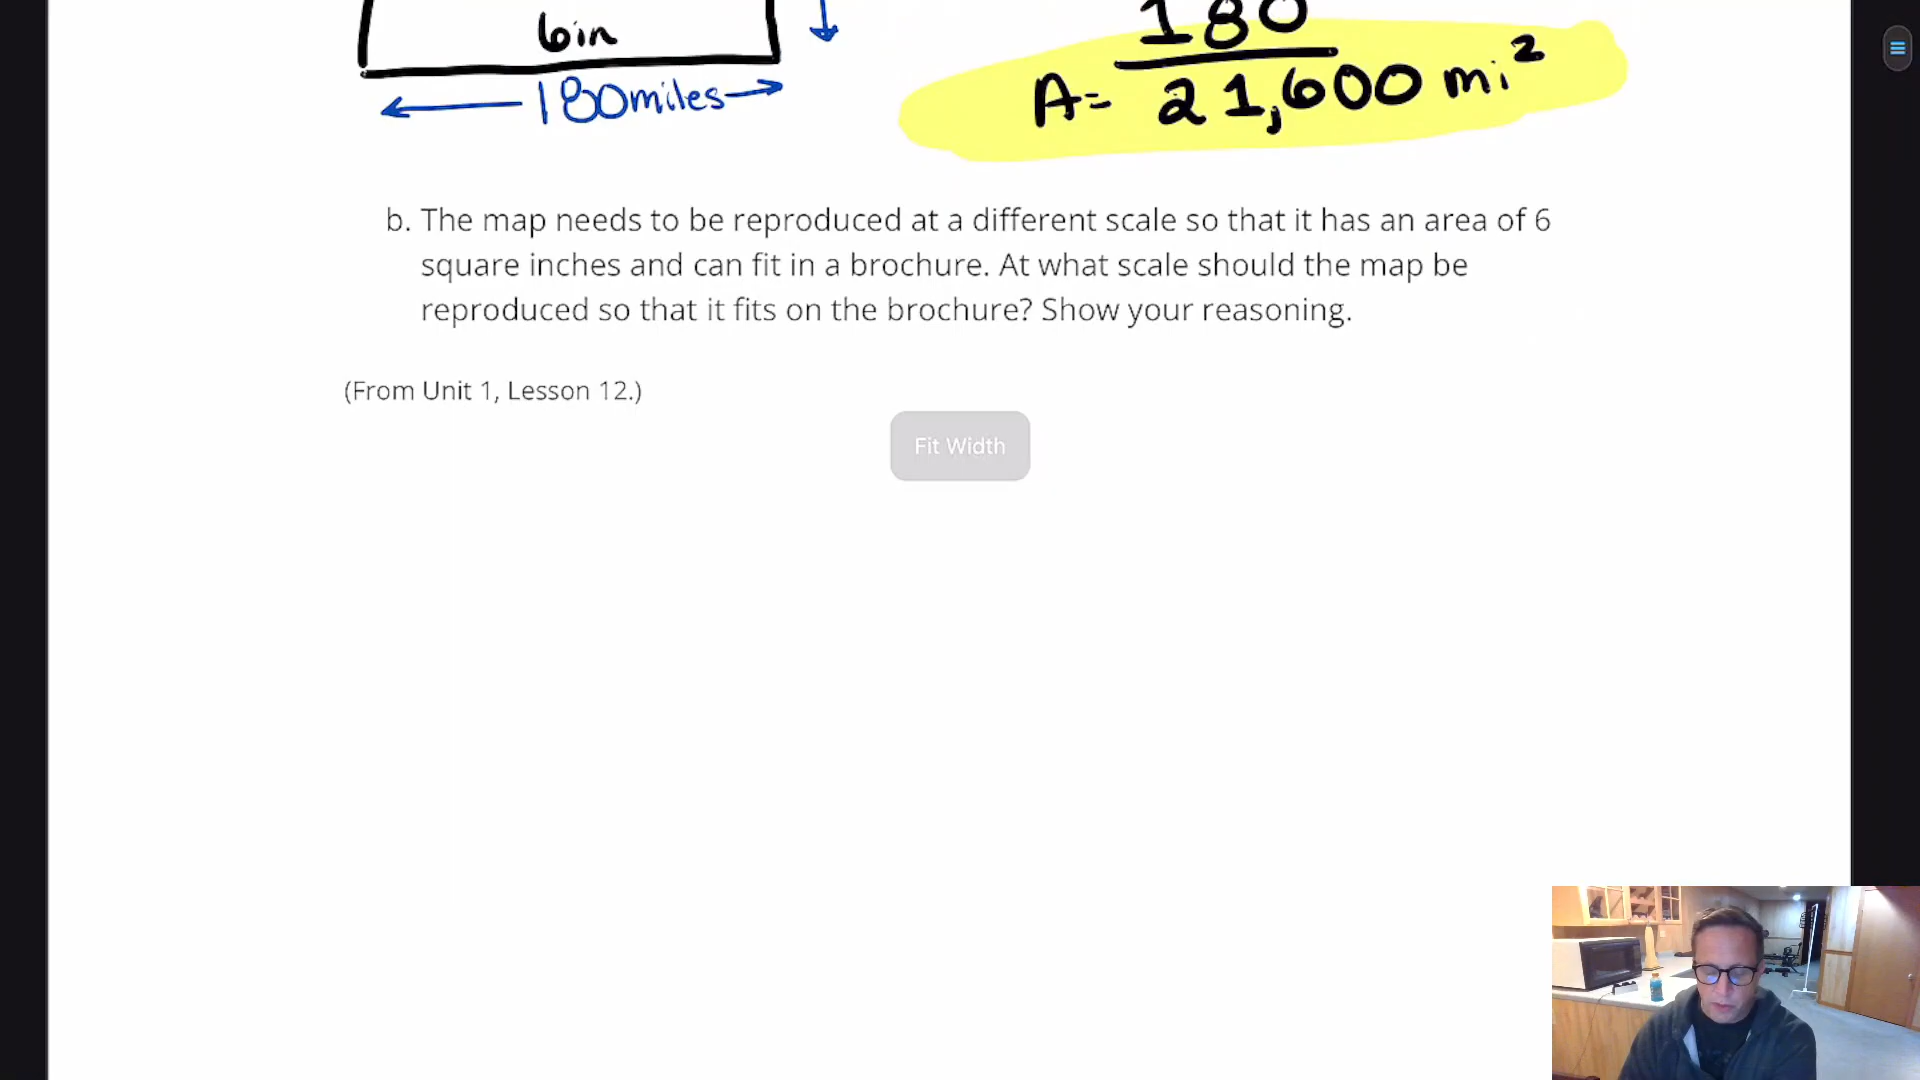 6in
180miles
180
A= 21,600 mi²
b. The map needs to be reproduced at a different scale so that it has an area of 6
square inches and can fit in a brochure. At what scale should the map be
reproduced so that it fits on the brochure? Show your reasoning.
(From Unit 1, Lesson 12.)
Fit Width